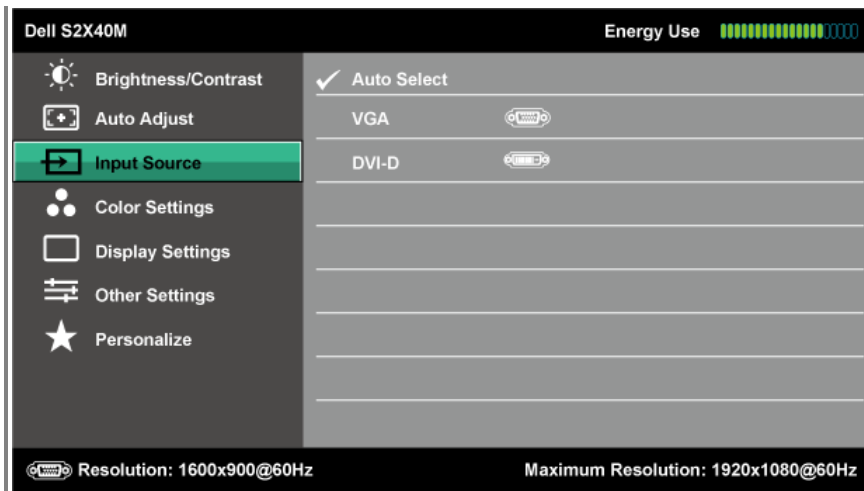 Dell S2X40M Energy Use
Brightness/Contrast
Auto Adjust
Input Source
Color Settings
Display Settings
Other Settings
Personalize
Auto Select
VGA
DVI-D
Resolution: 1600x900@60Hz Maximum Resolution: 1920x1080@60Hz